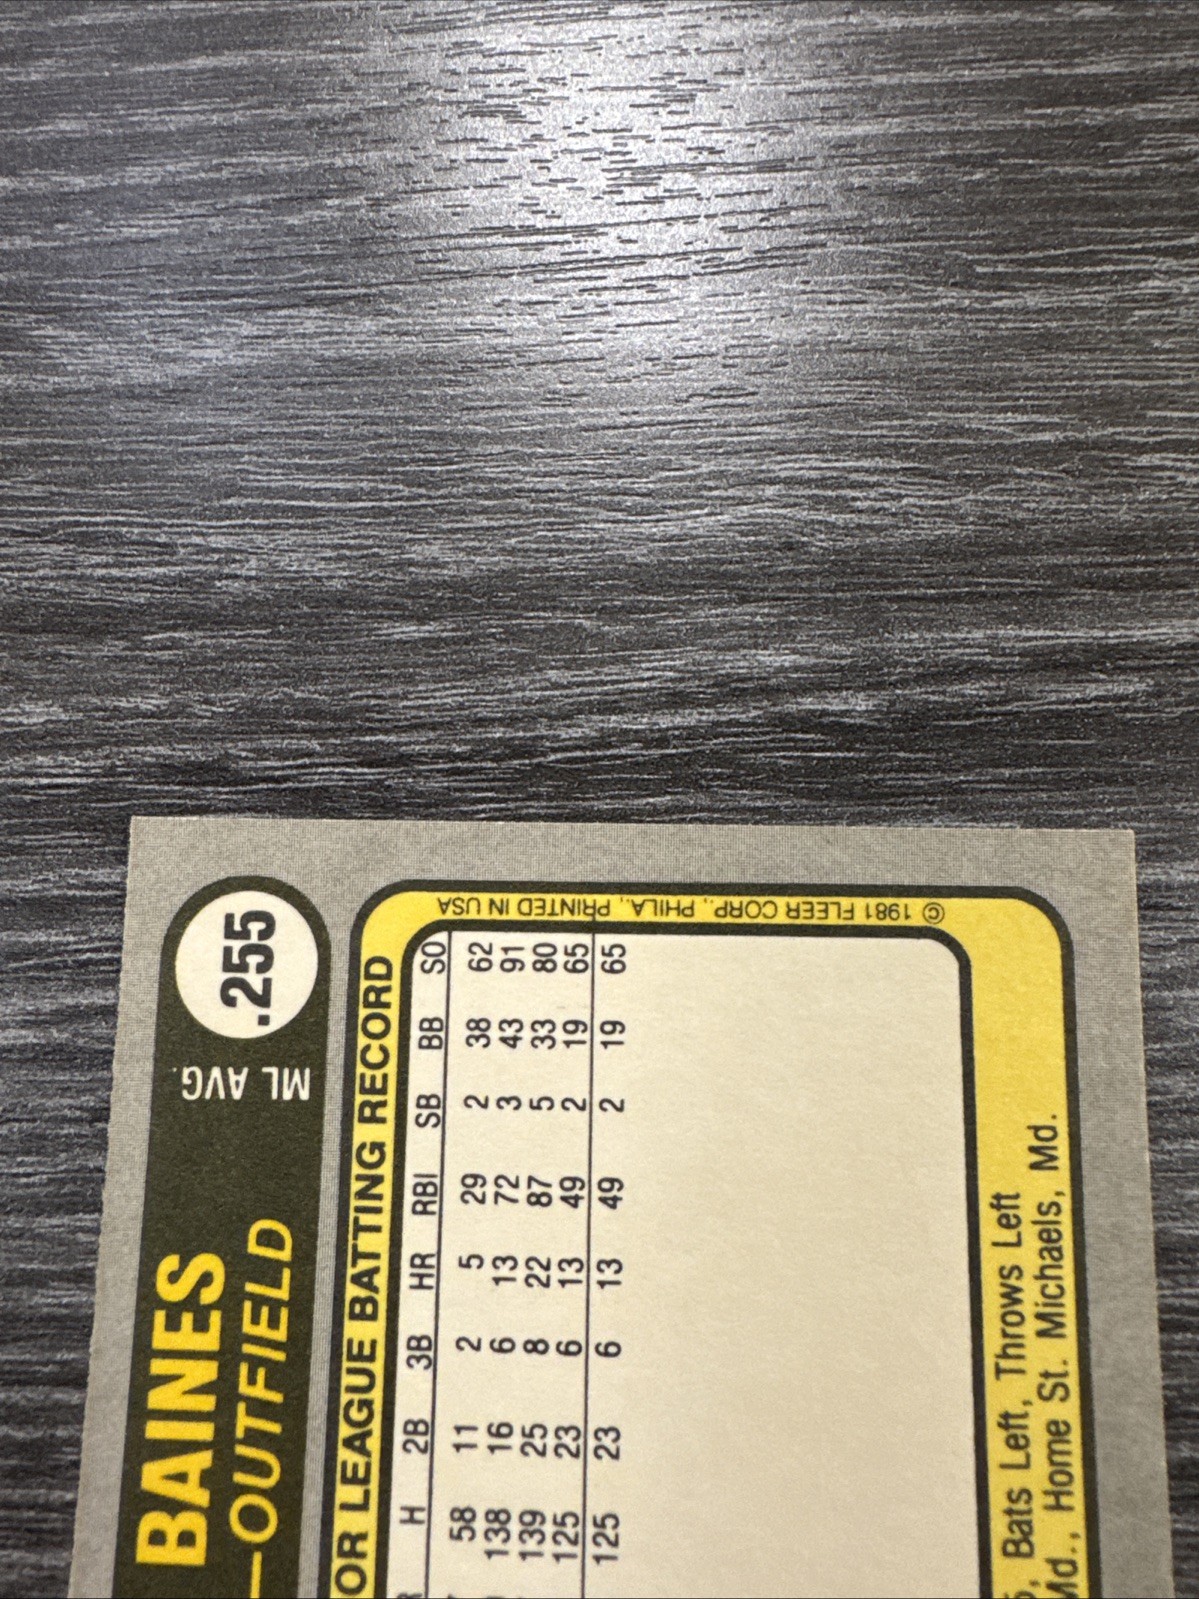 BAINES
—OUTFIELD
ML AVG.
.255
OR LEAGUE BATTING RECORD
H 2B 3B HR RBI SB BB SO
58 11 2 5 29 2 38 62
138 16 6 13 72 3 43 91
139 25 8 22 87 5 33 80
125 23 6 13 49 2 19 65
125 23 6 13 49 2 19 65
© 1981 FLEER CORP., PHILA., PRINTED IN USA
Bats Left, Throws Left
Md., Home St. Michaels, Md.